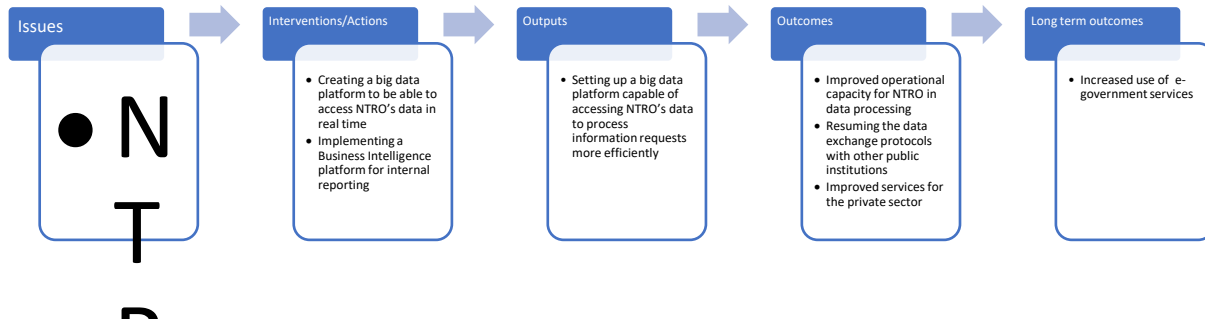 Issues
• N
T
Interventions/Actions
• Creating a big data
platform to be able to
access NTRO's data in
real time
• Implementing a
Business Intelligence
platform for internal
reporting
Outputs
• Setting up a big data
platform capable of
accessing NTRO's data
to process
information requests
more efficiently
Outcomes
• Improved operational
capacity for NTRO in
data processing
• Resuming the data
exchange protocols
with other public
institutions
• Improved services for
the private sector
Long term outcomes
• Increased use of e-
government services